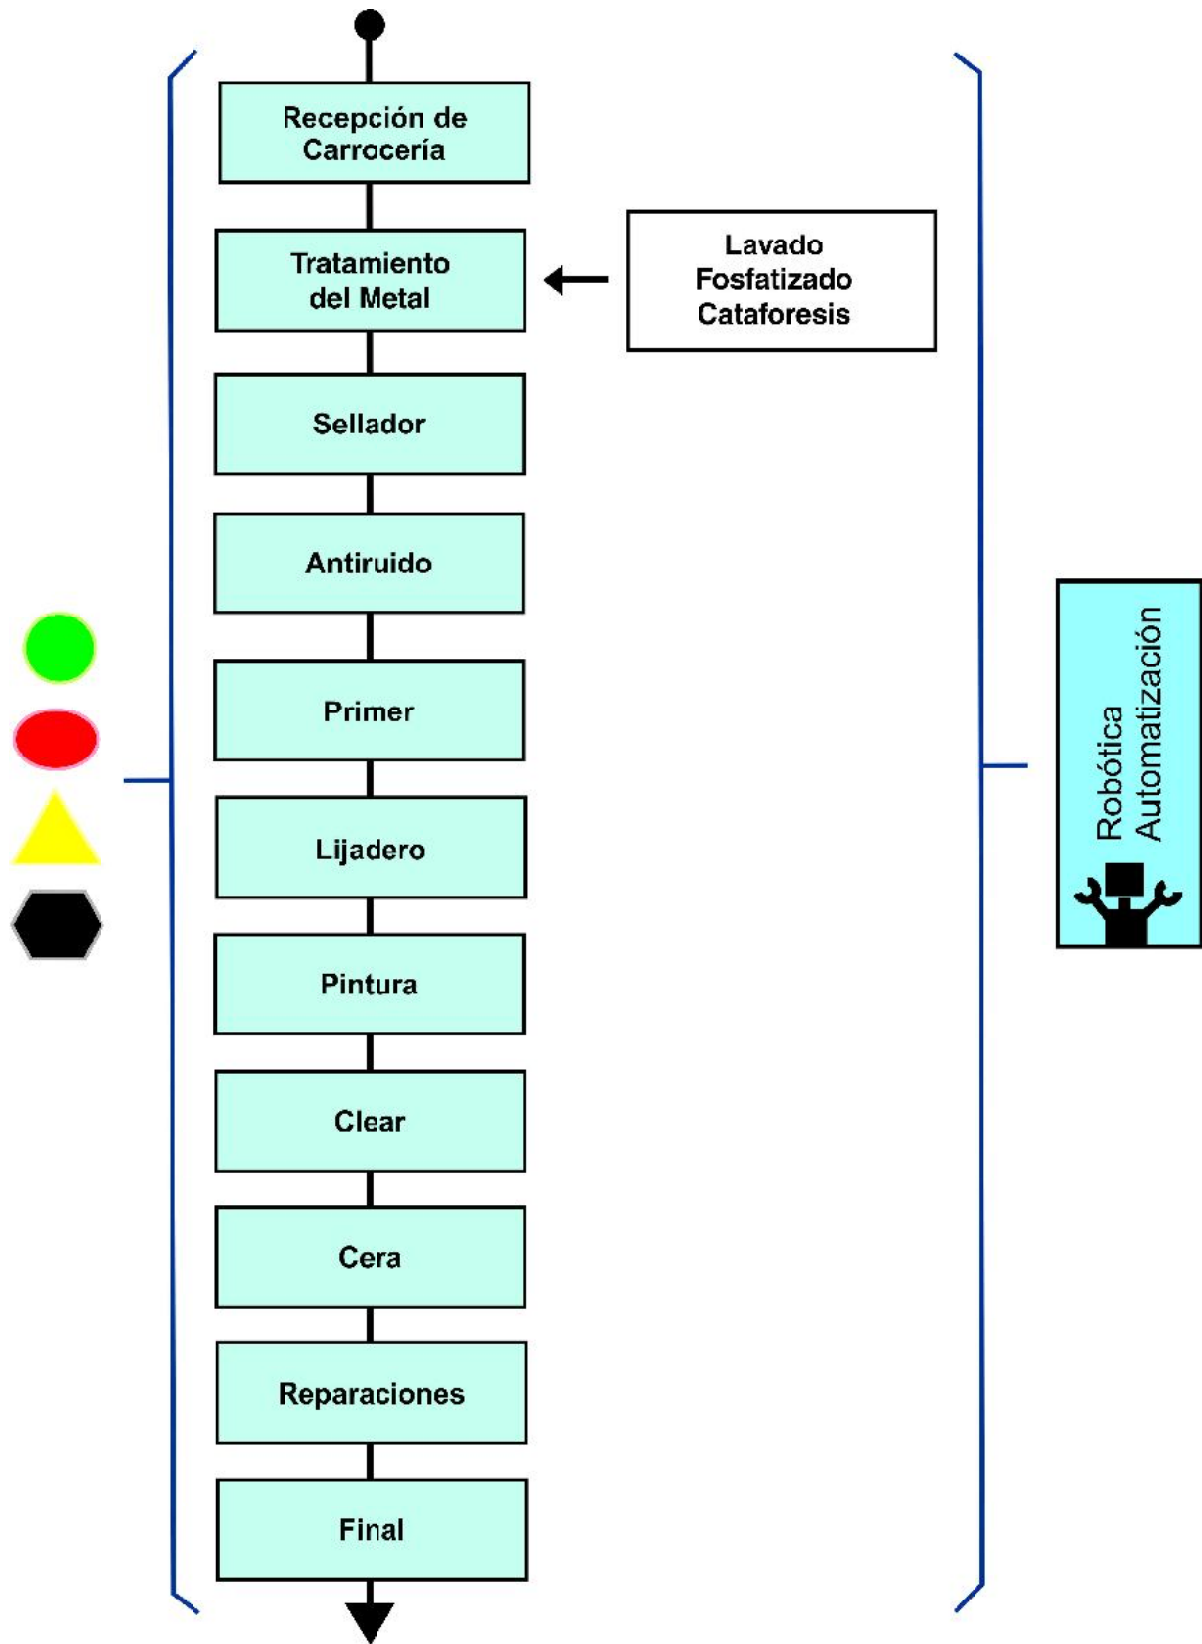 Recepción de
Carrocería
Tratamiento
del Metal
Lavado
Fosfatizado
Cataforesis
Sellador
Antiruido
Primer
Lijadero
Pintura
Clear
Cera
Reparaciones
Final
Robótica
Automatización